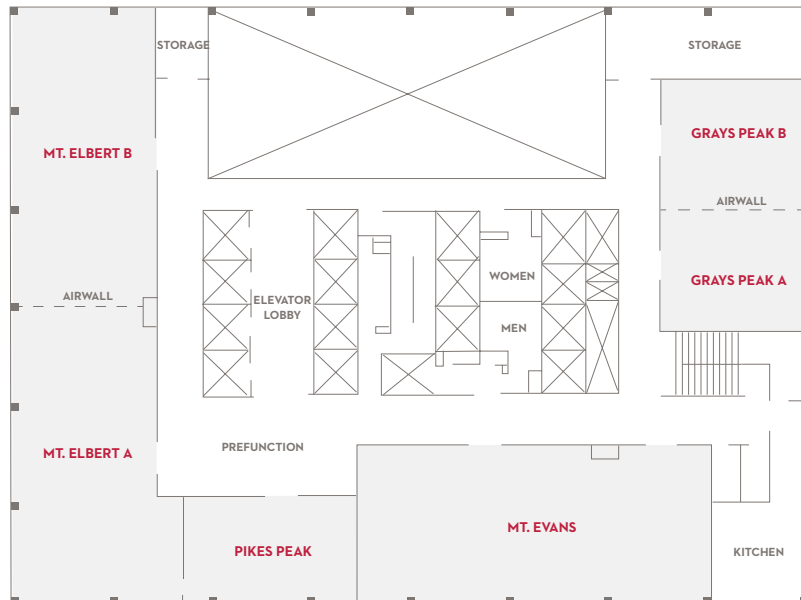 STORAGE
STORAGE
MT. ELBERT B
GRAYS PEAK B
AIRWALL
GRAYS PEAK A
WOMEN
MEN
AIRWALL
ELEVATOR
LOBBY
PREFUNCTION
MT. ELBERT A
MT. EVANS
PIKES PEAK
KITCHEN